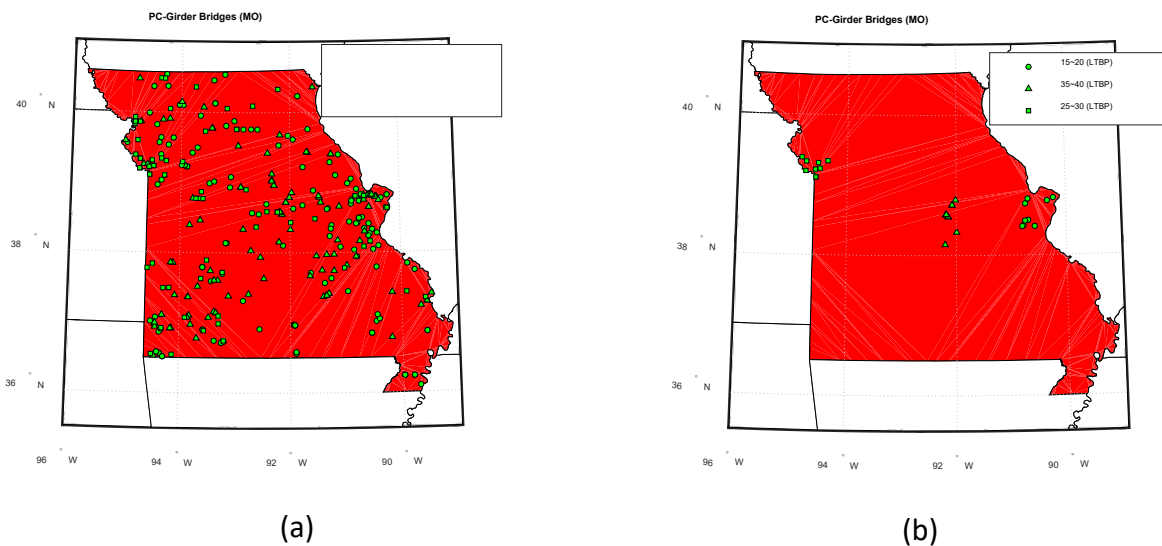 PC-Girder Bridges (MO)
40 ° N
38 ° N
36 ° N
96 ° W
94 ° W
92 ° W
90 ° W
(a)
PC-Girder Bridges (MO)
15~20 (LTBP)
35~40 (LTBP)
25~30 (LTBP)
40 ° N
38 ° N
36 ° N
96 ° W
94 ° W
92 ° W
90 ° W
(b)